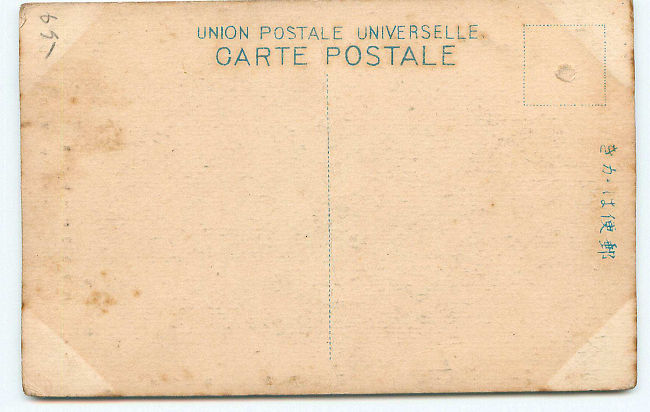 UNION POSTALE UNIVERSELLE
CARTE POSTALE
きかは便郵